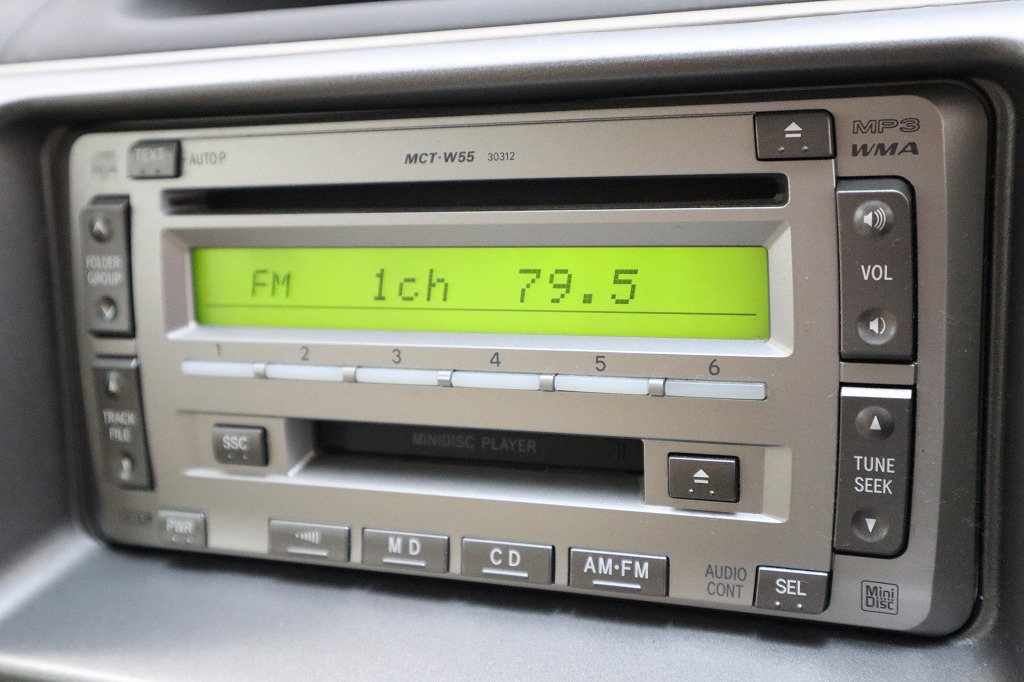 TEXT AUTO.P
MCT-W55 30312
MP3
WMA
FOLDER
GROUP
FM 1ch 79.5
VOL
1 2 3 4 5 6
TRACK
FILE
SSC
MINIDISC PLAYER
TUNE
SEEK
PWR
MD
CD
AM•FM
AUDIO
CONT
SEL
Mini
Disc